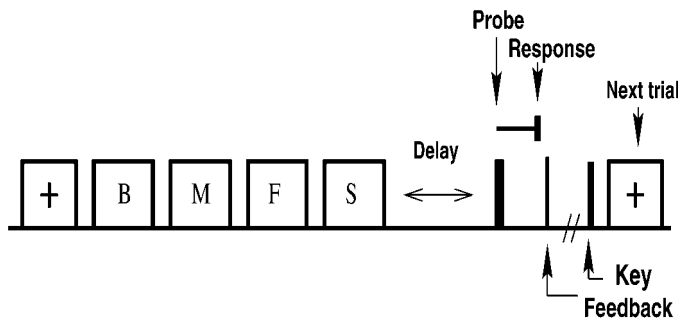 Probe
Response
Next trial
Delay
+ B M F S +
Key
Feedback